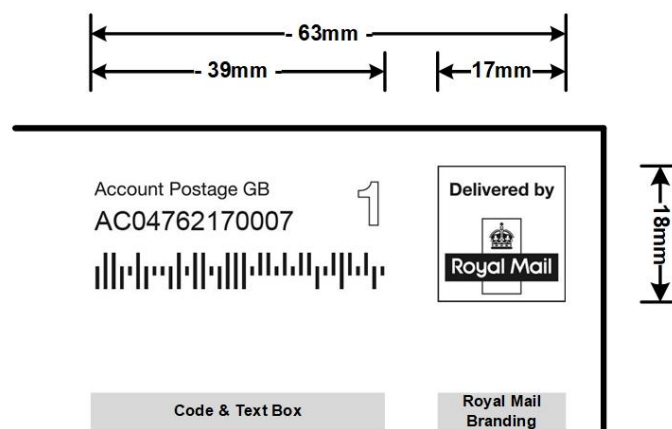 - 63mm -
- 39mm -
17mm
Account Postage GB
1
AC04762170007
Delivered by
Royal Mail
18mm
Code & Text Box
Royal Mail
Branding